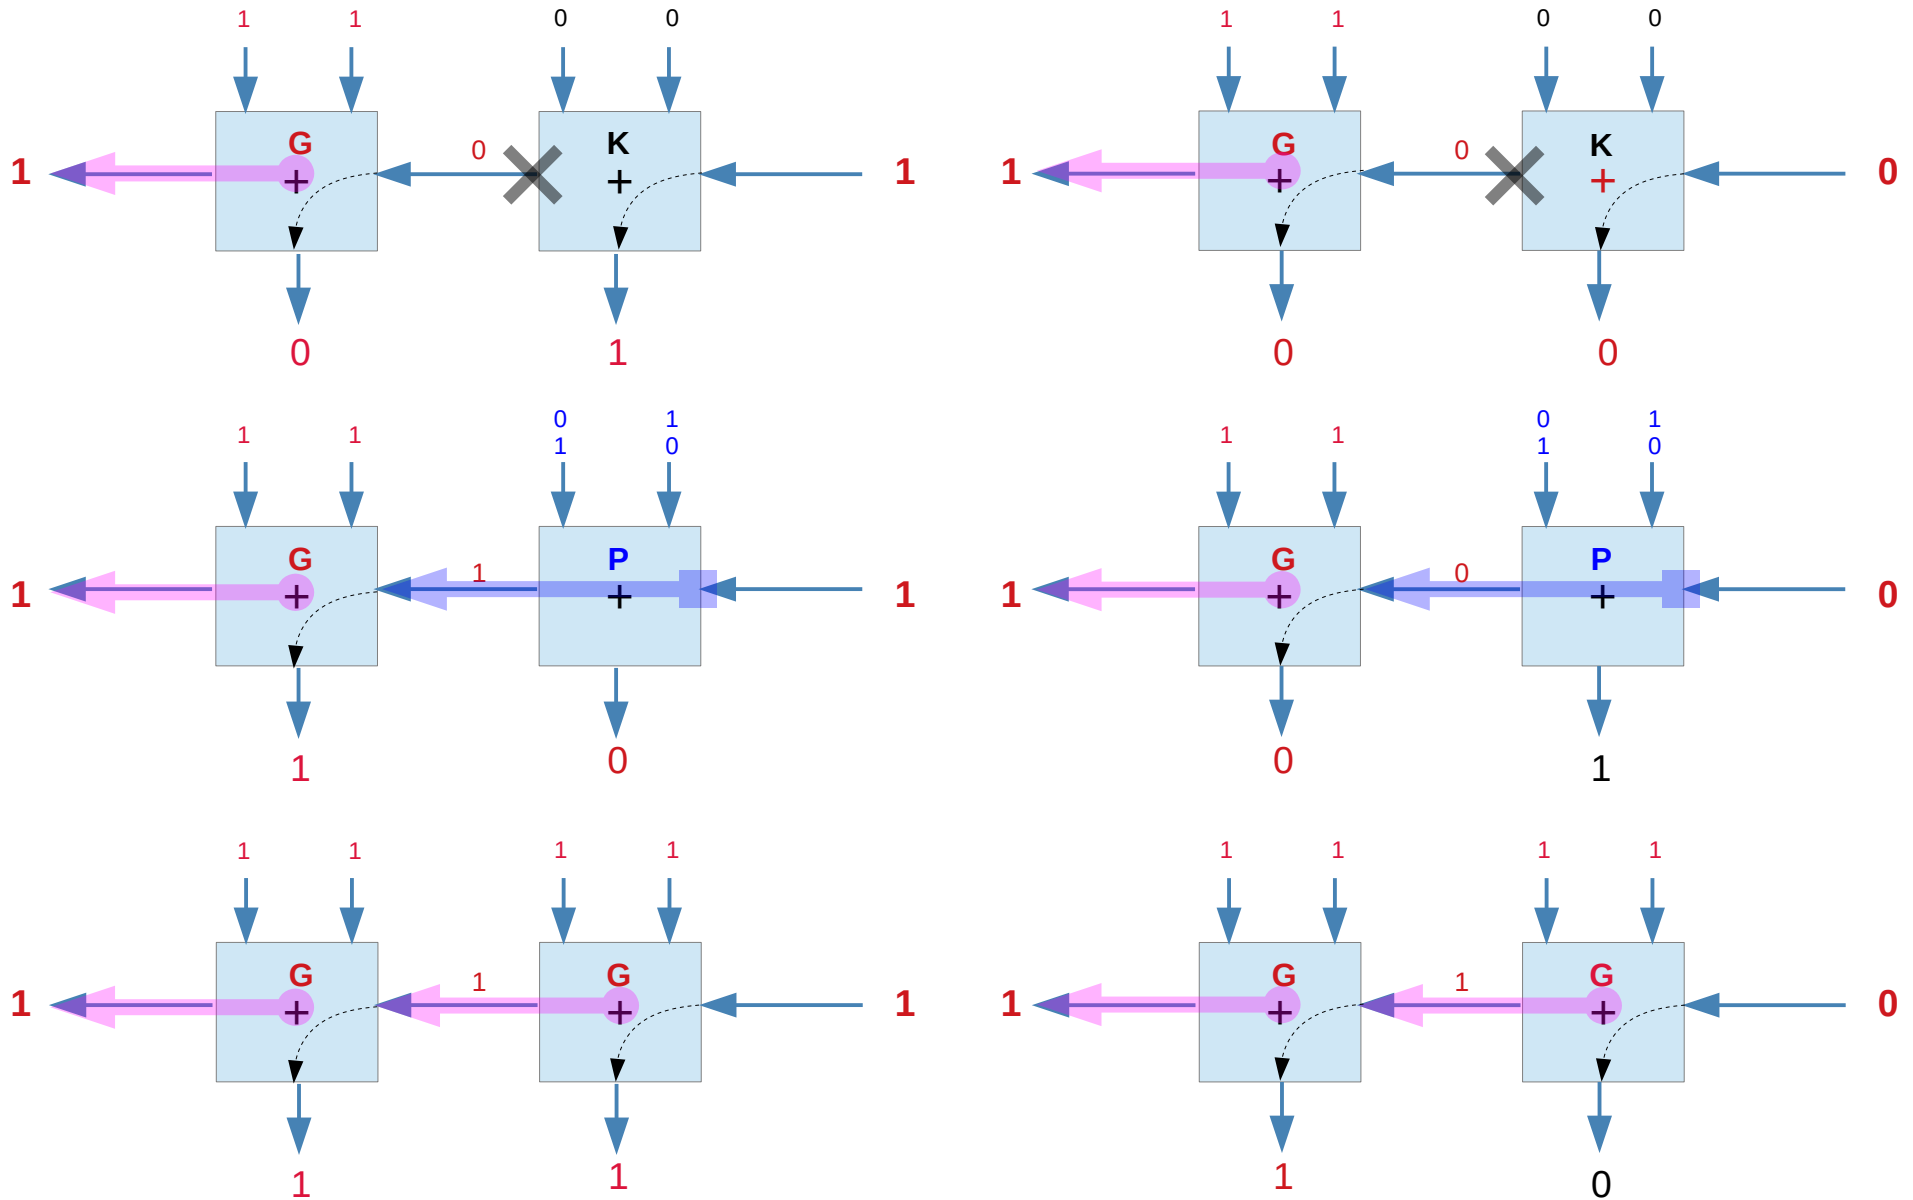 1 1 0 0 1 1 0 0
G K G K
0 0
1 + + 1 1 + + 0
0 1 0 0
0 1 0 1
1 1 1 0 1 1 1 0
G P G P
1 0
1 + + 1 1 + + 0
1 0 0 1
1 1 1 1 1 1 1 1
G G G G
1 1
1 + + 1 1 + + 0
1 1 1 0